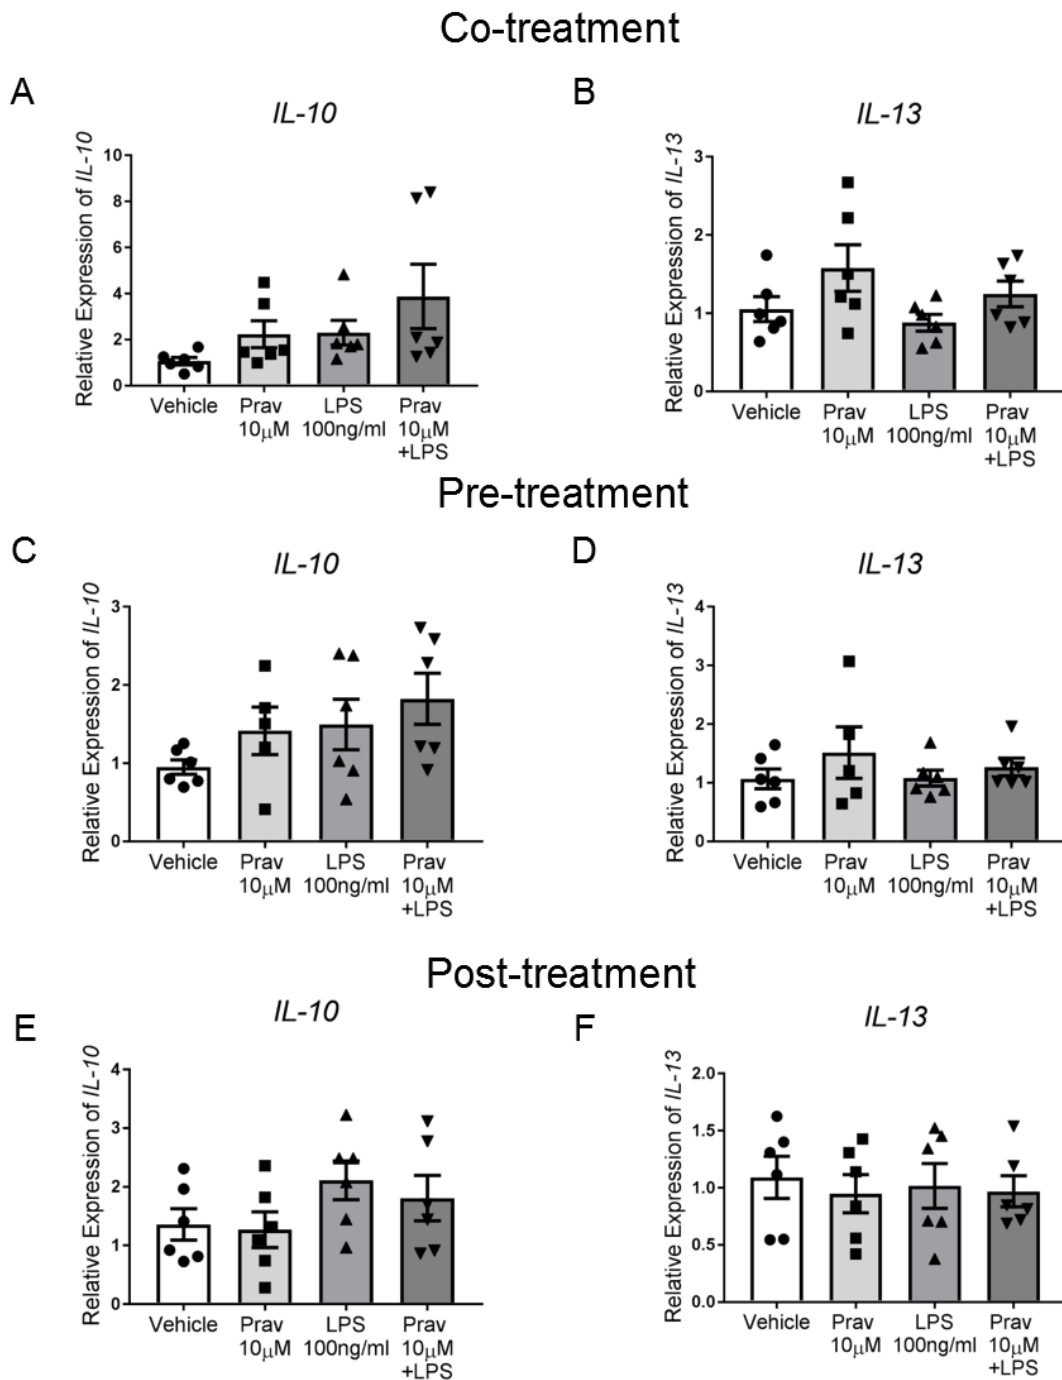 Co-treatment
A
IL-10
Relative Expression of IL-10
10
8
6
4
2
0
Vehicle
Prav
10µM
LPS
100ng/ml
Prav
10µM
+LPS
B
IL-13
Relative Expression of IL-13
3
2
1
0
Vehicle
Prav
10µM
LPS
100ng/ml
Prav
10µM
+LPS
Pre-treatment
C
IL-10
Relative Expression of IL-10
3
2
1
0
Vehicle
Prav
10µM
LPS
100ng/ml
Prav
10µM
+LPS
D
IL-13
Relative Expression of IL-13
4
3
2
1
0
Vehicle
Prav
10µM
LPS
100ng/ml
Prav
10µM
+LPS
Post-treatment
E
IL-10
Relative Expression of IL-10
4
3
2
1
0
Vehicle
Prav
10µM
LPS
100ng/ml
Prav
10µM
+LPS
F
IL-13
Relative Expression of IL-13
2.0
1.5
1.0
0.5
0.0
Vehicle
Prav
10µM
LPS
100ng/ml
Prav
10µM
+LPS